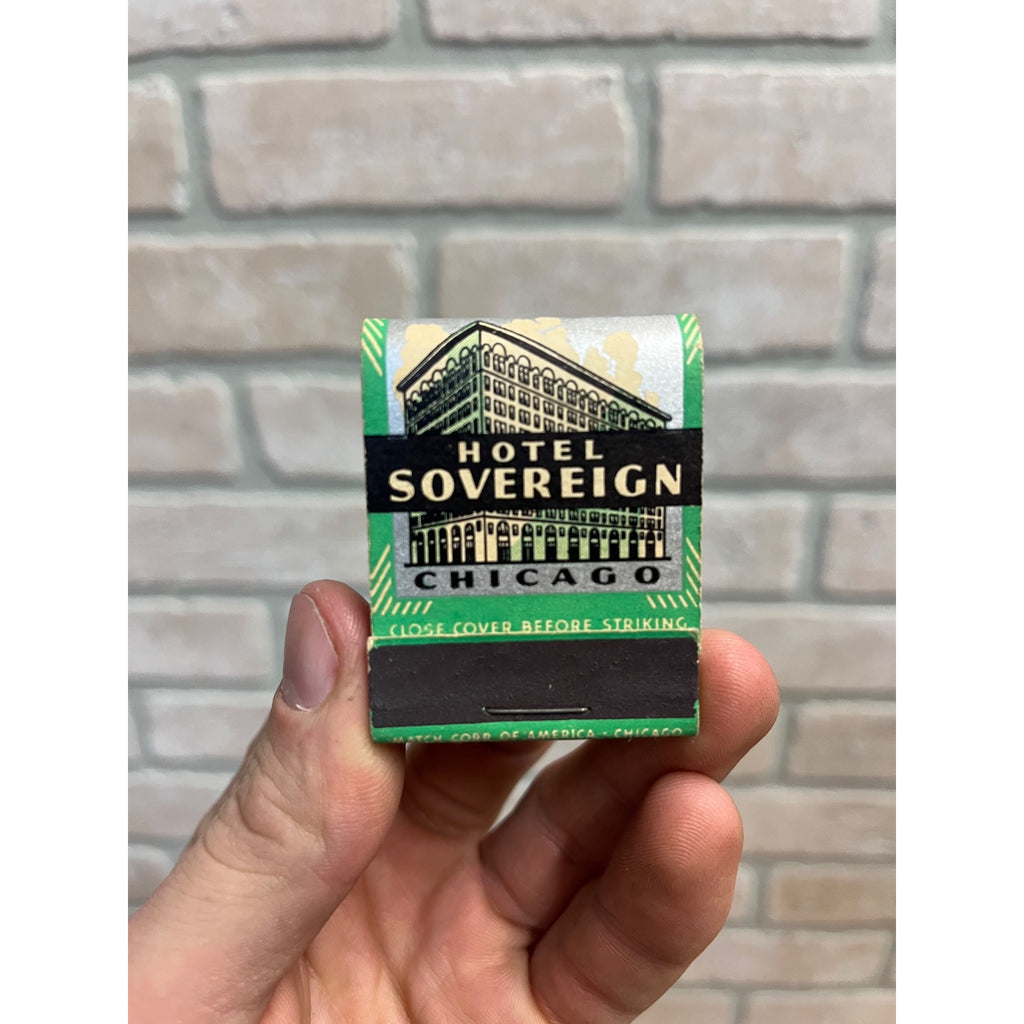 HOTEL
SOVEREIGN
CHICAGO
CLOSE COVER BEFORE STRIKING
MATCH CORP. OF AMERICA · CHICAGO